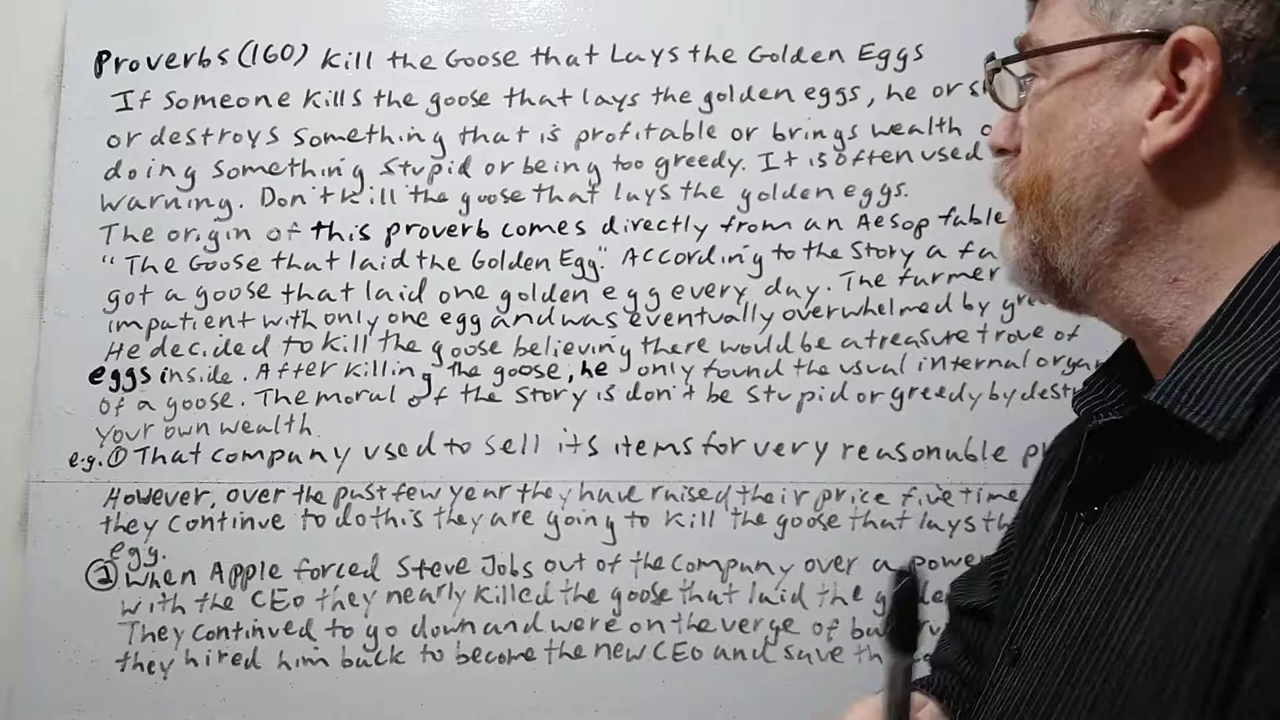 Proverbs (160) Kill the Goose that Lays the Golden Eggs
If someone kills the goose that lays the golden eggs, he or
or destroys something that is profitable or brings wealth
doing something stupid or being too greedy. It is often used
warning. Don't kill the goose that lays the golden eggs.
The origin of this proverb comes directly from an Aesop fable
"The Goose that laid the Golden Egg." According to the story a
got a goose that laid one golden egg every day. The farmer
impatient with only one egg and was eventually overwhelmed by
He decided to kill the goose believing there would be a treasure trove of
eggs inside. After killing the goose, he only found the usual internal
of a goose. The moral of the story is don't be stupid or greedy by
your own wealth.
e.g. ① That company used to sell its items for very reasonable
However, over the past few year they have raised their price five
they continue to do this they are going to kill the goose that lays
egg.
② When Apple forced Steve Jobs out of the company over a
with the CEO they nearly killed the goose that laid the
They continued to go down and were on the verge of
they hired him back to become the new CEO and save